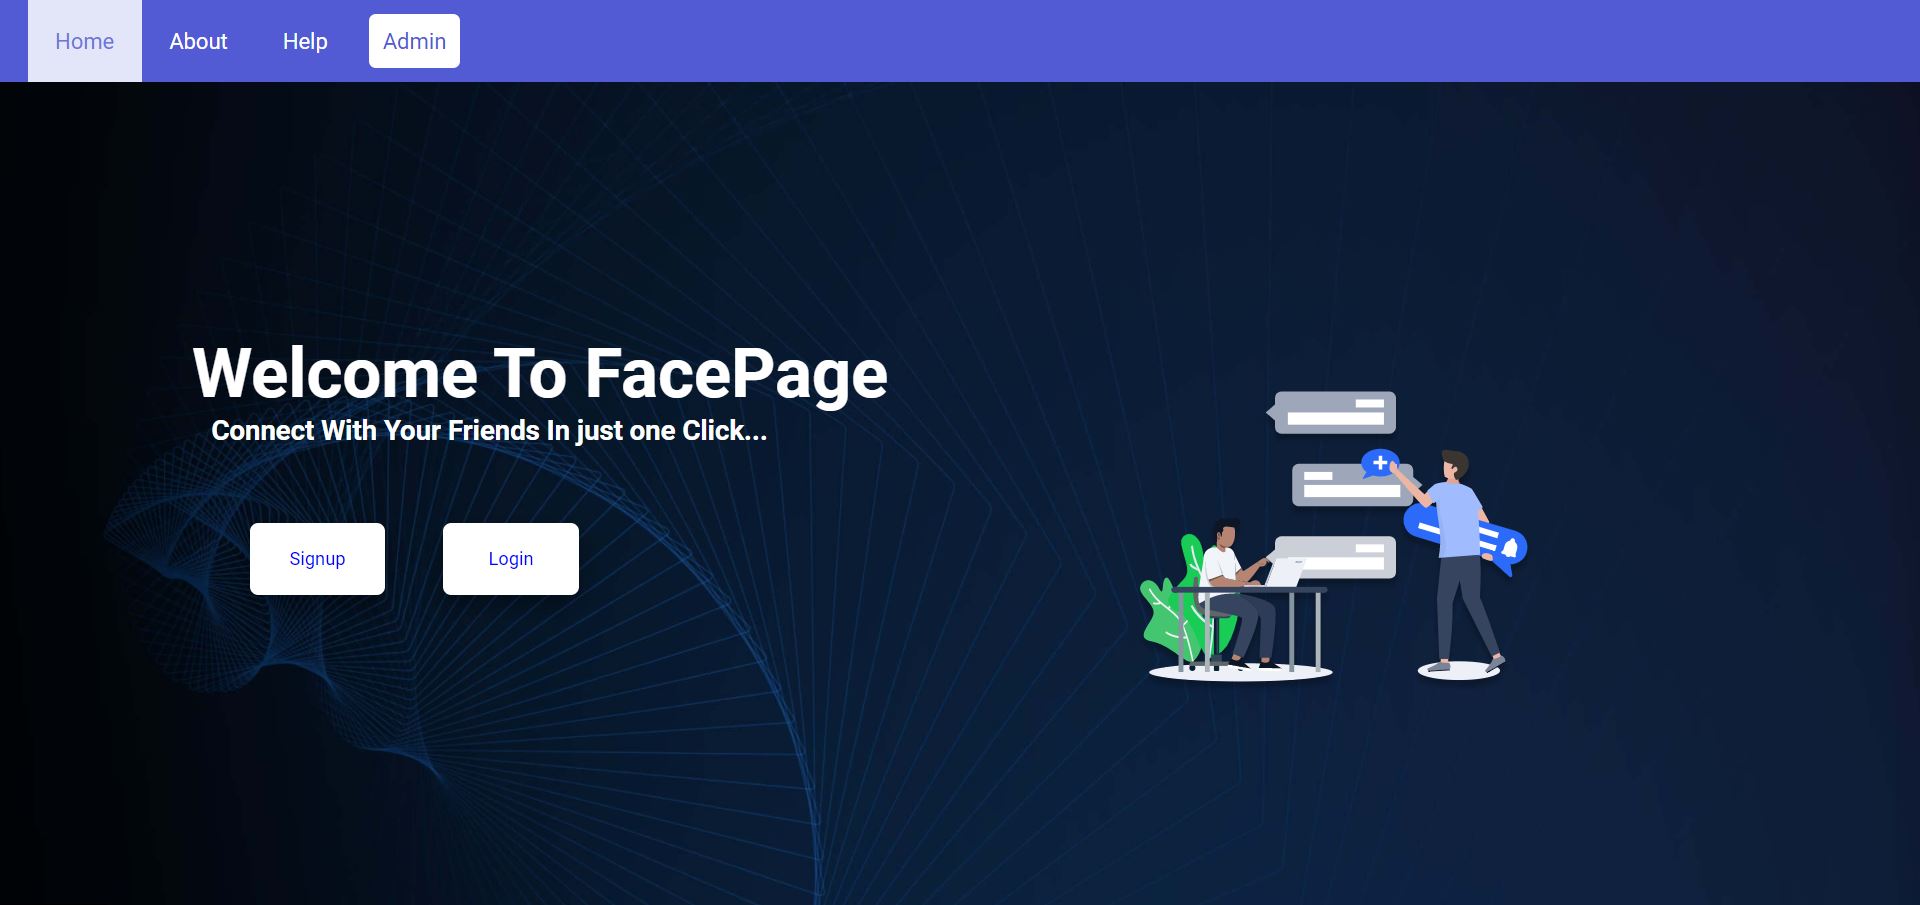 Home About Help Admin
Welcome To FacePage
Connect With Your Friends In just one Click...
Signup Login